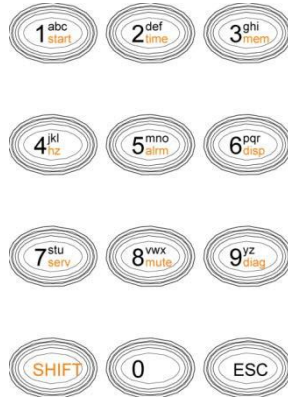 1 abc start
2 def time
3 ghi mem
4 jkl hz
5 mno alrm
6 pqr disp
7 stu serv
8 vwx mute
9 yz diag
SHIFT
0
ESC